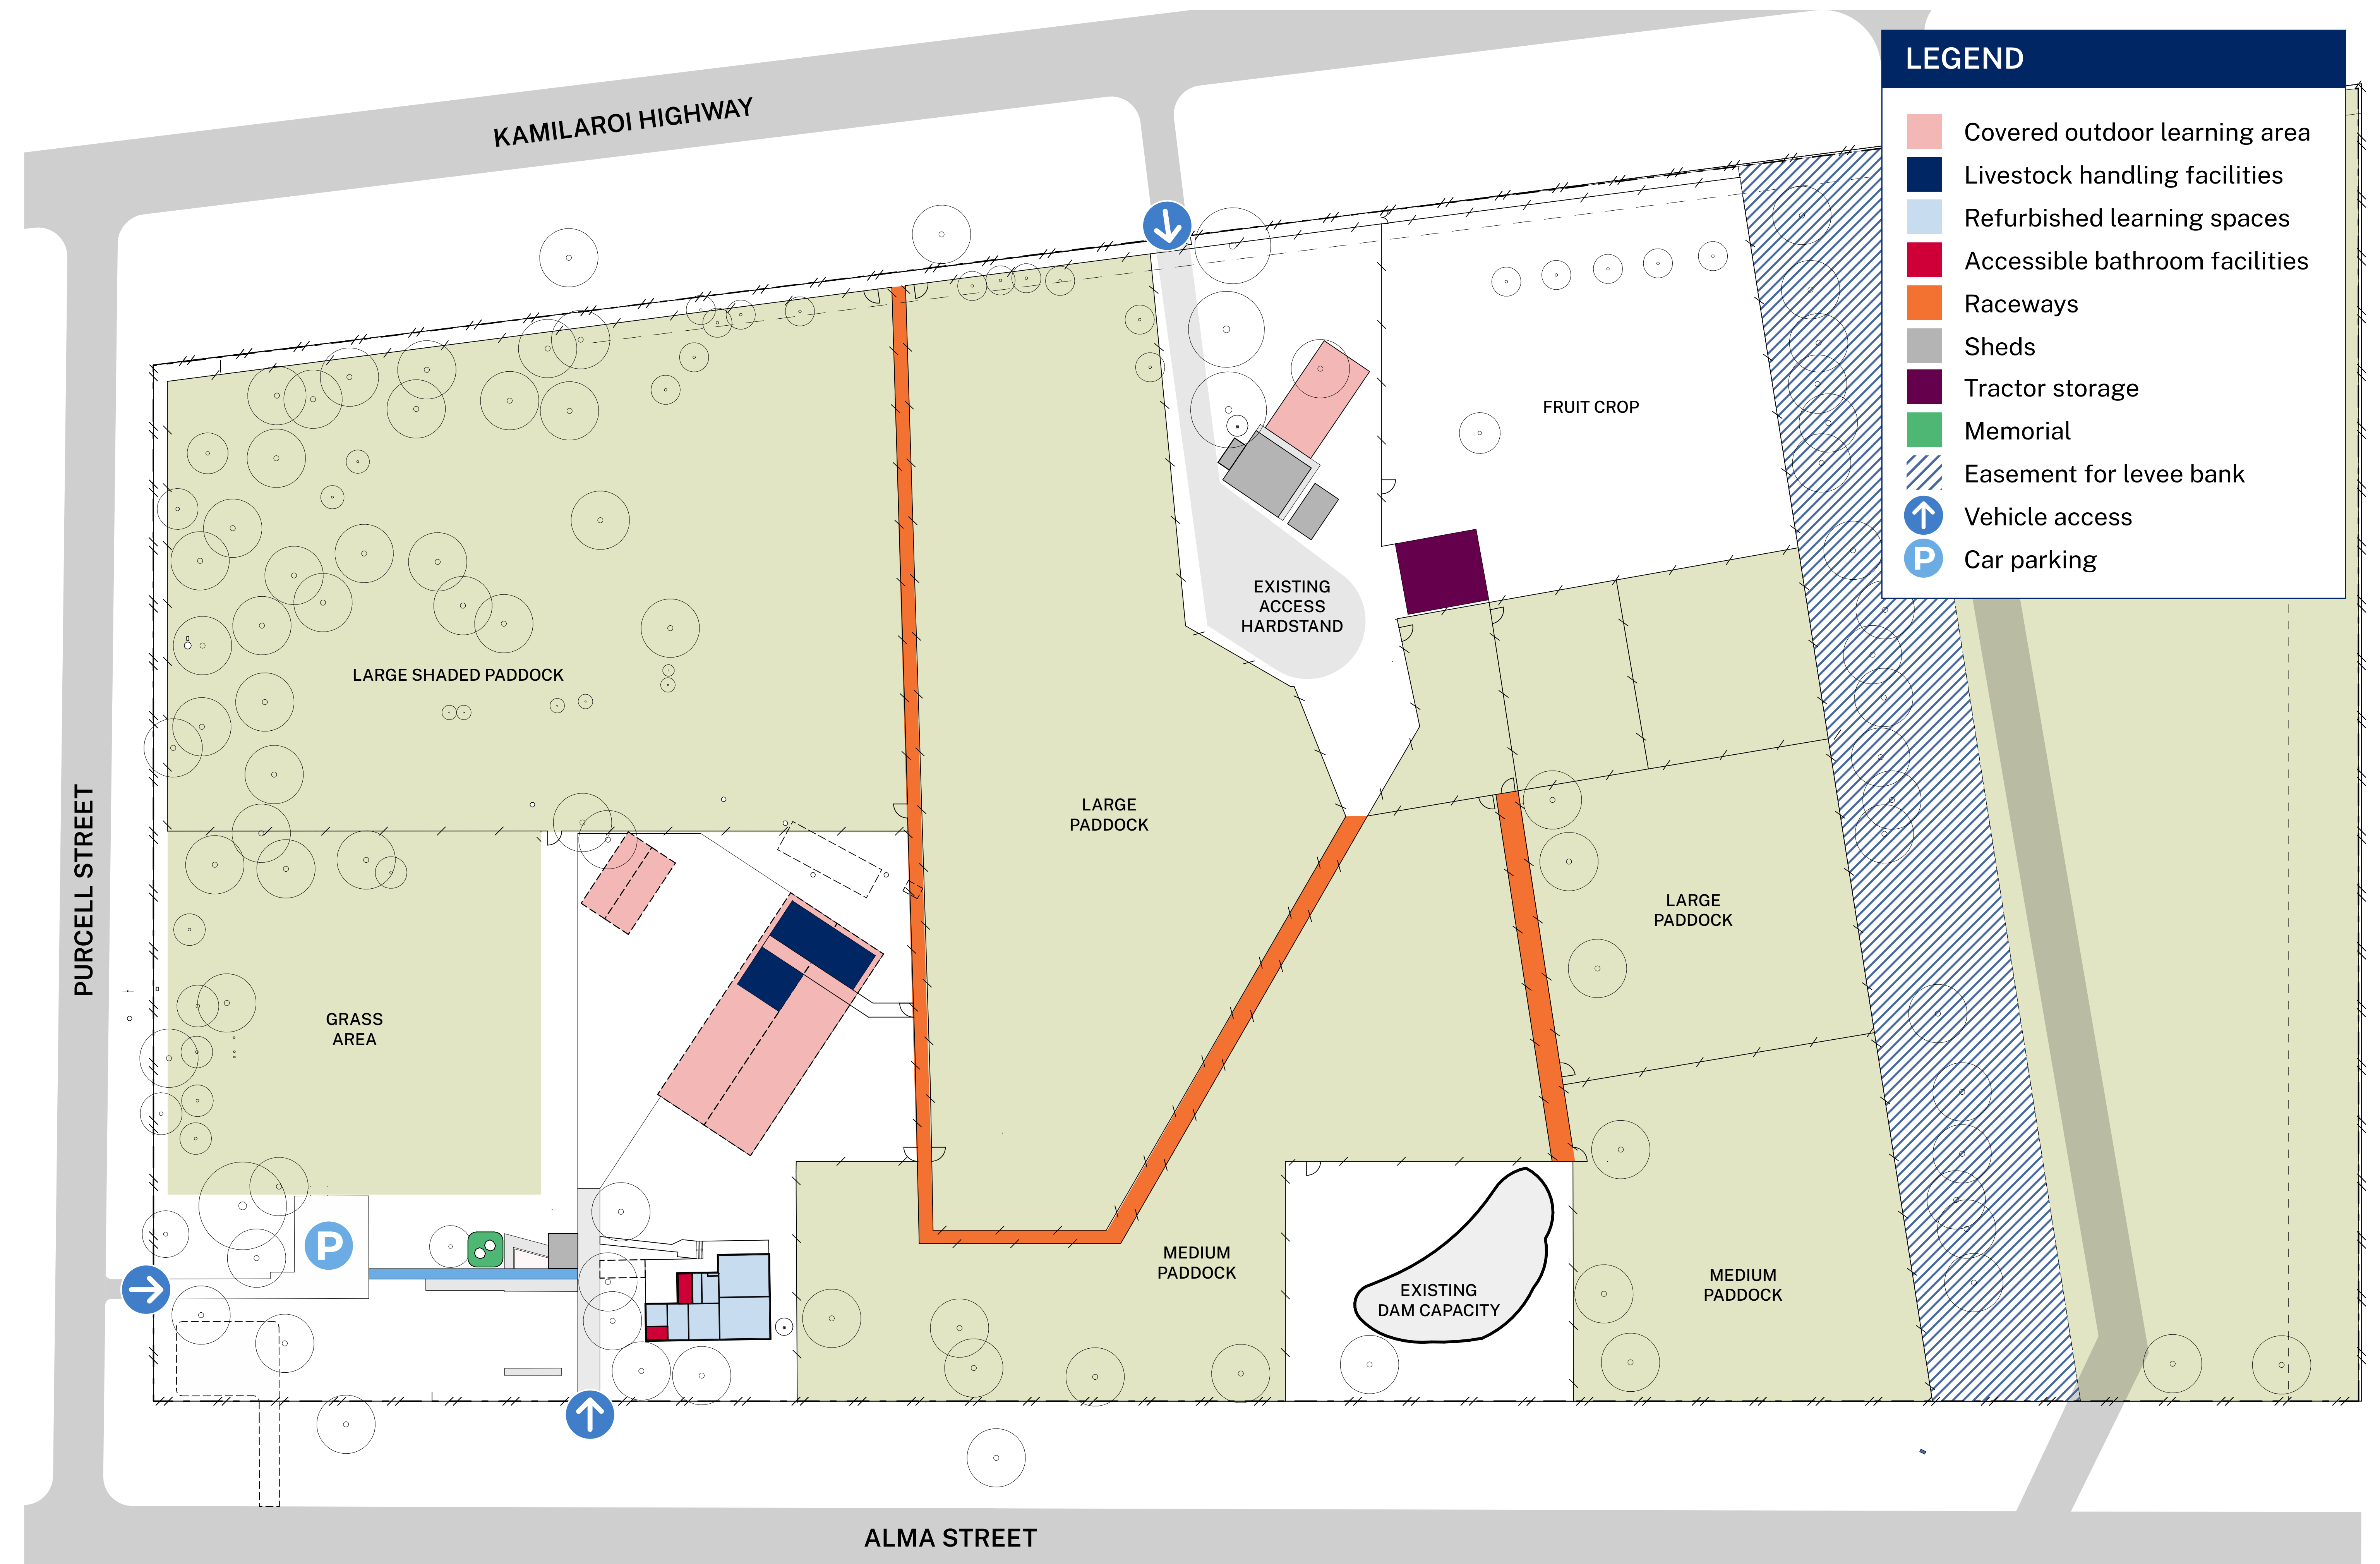 KAMILAROI HIGHWAY
LEGEND
Covered outdoor learning area
Livestock handling facilities
Refurbished learning spaces
Accessible bathroom facilities
Raceways
Sheds
Tractor storage
Memorial
Easement for levee bank
Vehicle access
P
Car parking
FRUIT CROP
EXISTING
ACCESS
HARDSTAND
LARGE SHADED PADDOCK
LARGE
PADDOCK
PURCELL STREET
LARGE
PADDOCK
GRASS
AREA
P
MEDIUM
PADDOCK
EXISTING
DAM CAPACITY
MEDIUM
PADDOCK
ALMA STREET